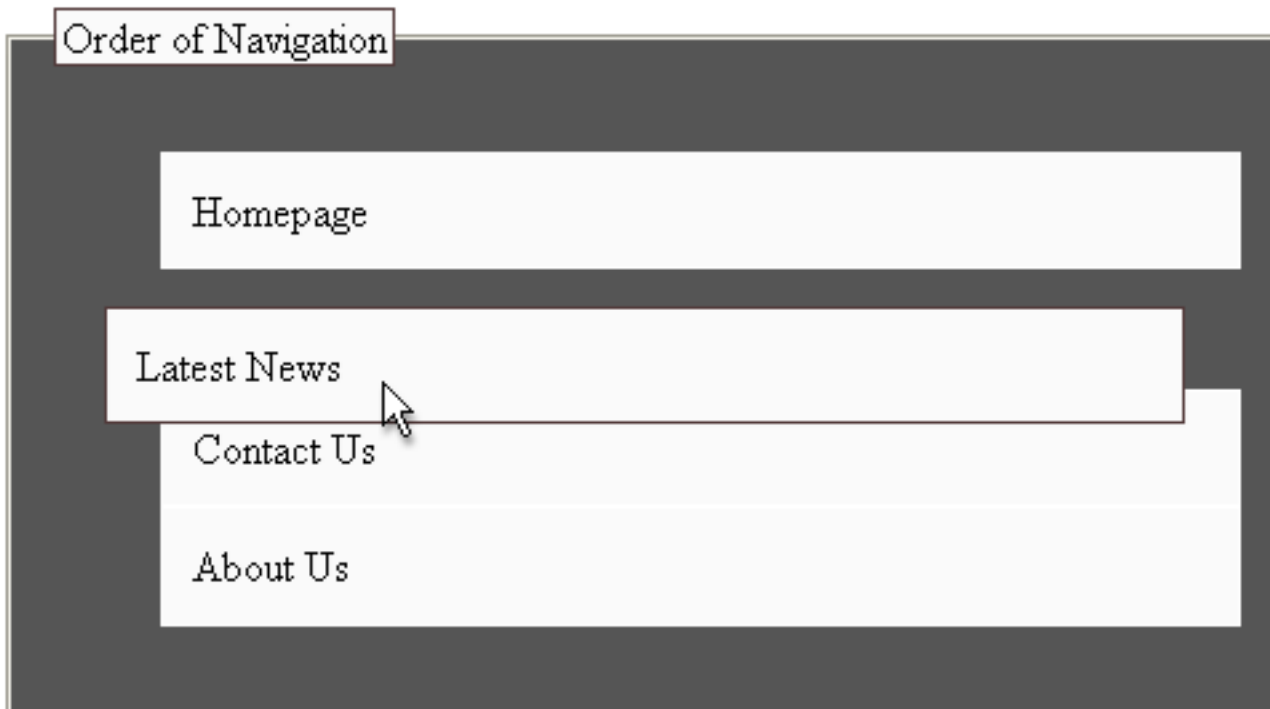 Order of Navigation
Homepage
Latest News
Contact Us
About Us